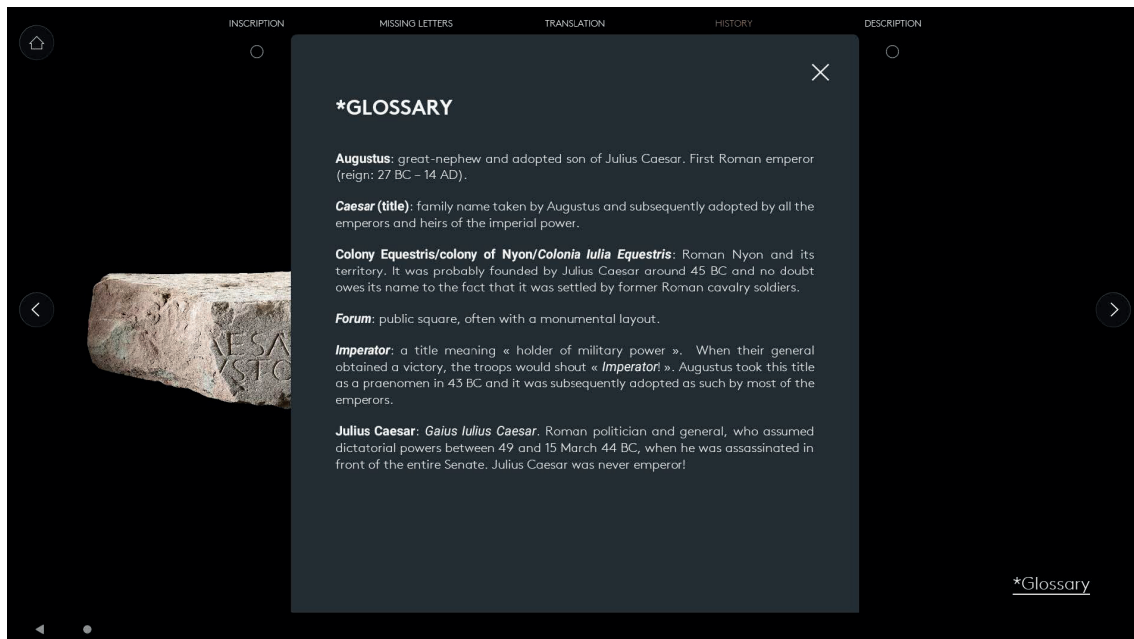 INSCRIPTION
MISSING LETTERS
TRANSLATION
HISTORY
DESCRIPTION
*GLOSSARY
Augustus: great-nephew and adopted son of Julius Caesar. First Roman emperor
(reign: 27 BC – 14 AD).
Caesar (title): family name taken by Augustus and subsequently adopted by all the
emperors and heirs of the imperial power.
Colony Equestris/colony of Nyon/Colonia Iulia Equestris: Roman Nyon and its
territory. It was probably founded by Julius Caesar around 45 BC and no doubt
owes its name to the fact that it was settled by former Roman cavalry soldiers.
Forum: public square, often with a monumental layout.
Imperator: a title meaning « holder of military power ». When their general
obtained a victory, the troops would shout « Imperator! ». Augustus took this title
as a praenomen in 43 BC and it was subsequently adopted as such by most of the
emperors.
Julius Caesar: Gaius Iulius Caesar. Roman politician and general, who assumed
dictatorial powers between 49 and 15 March 44 BC, when he was assassinated in
front of the entire Senate. Julius Caesar was never emperor!
AESA
VSTO
*Glossary